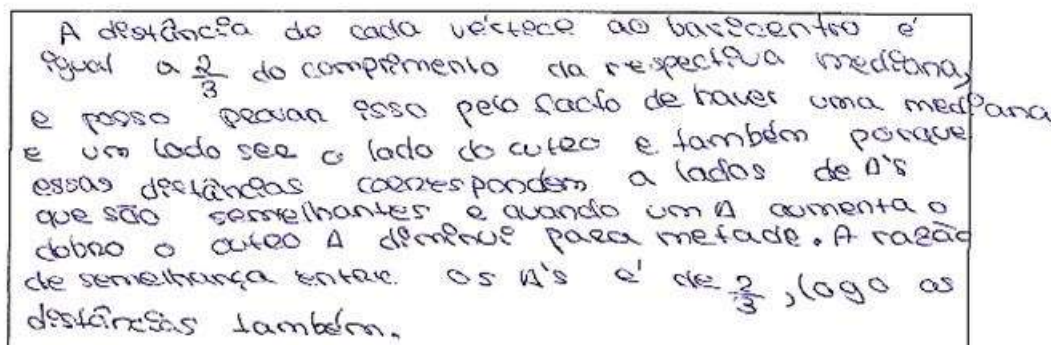 A distância do cada vértece ao baricentro é
igual a 2/3 do comprimento da respectiva mediana,
e posso provar isso pelo facto de haver uma mediana
e um lado ser o lado do outro e também porque
essas distâncias correspondem a lados de Δ's
que são semelhantes e quando um Δ aumenta o
dobro o outro Δ diminui para metade. A razão
de semelhança entre os Δ's é de 2/3, logo as
distâncias também.